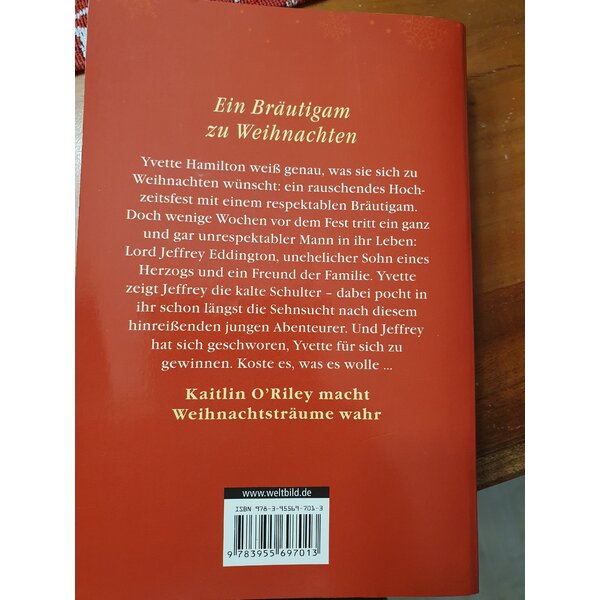 Ein Bräutigam
zu Weihnachten
Yvette Hamilton weiß genau, was sie sich zu
Weihnachten wünscht: ein rauschendes Hoch-
zeitsfest mit einem respektablen Bräutigam.
Doch wenige Wochen vor dem Fest tritt ein ganz
und gar unrespektabler Mann in ihr Leben:
Lord Jeffrey Eddington, unehelicher Sohn eines
Herzogs und ein Freund der Familie. Yvette
zeigt Jeffrey die kalte Schulter – dabei pocht in
ihr schon längst die Sehnsucht nach diesem
hinreißenden jungen Abenteurer. Und Jeffrey
hat sich geschworen, Yvette für sich zu
gewinnen. Koste es, was es wolle ...
Kaitlin O’Riley macht
Weihnachtsträume wahr
www.weltbild.de
ISBN 978-3-95569-701-3
9 783955 697013